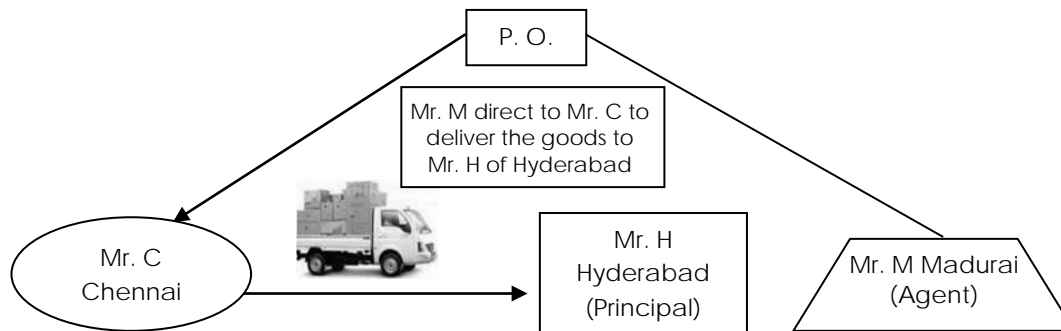 P. O.
Mr. M direct to Mr. C to
deliver the goods to
Mr. H of Hyderabad
Mr. C
Chennai
Mr. H
Hyderabad
(Principal)
Mr. M Madurai
(Agent)